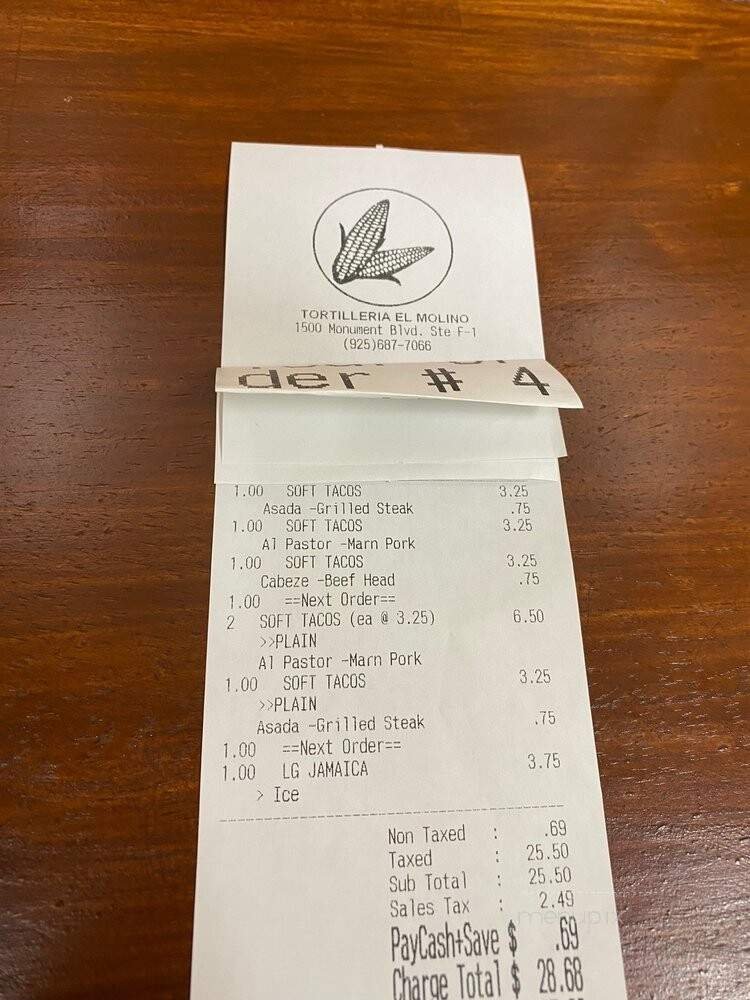 TORTILLERIA EL MOLINO
1500 Monument Blvd. Ste F-1
(925)687-7066
der # 4
1.00 SOFT TACOS 3.25
Asada -Grilled Steak .75
1.00 SOFT TACOS 3.25
Al Pastor -Marn Pork
1.00 SOFT TACOS 3.25
Cabeze -Beef Head .75
1.00 ==Next Order==
2 SOFT TACOS (ea @ 3.25) 6.50
>>PLAIN
Al Pastor -Marn Pork
1.00 SOFT TACOS 3.25
>>PLAIN
Asada -Grilled Steak .75
1.00 ==Next Order==
1.00 LG JAMAICA 3.75
> Ice
Non Taxed : .69
Taxed : 25.50
Sub Total : 25.50
Sales Tax : 2.49
PayCash+Save $ .69
Charge Total $ 28.68